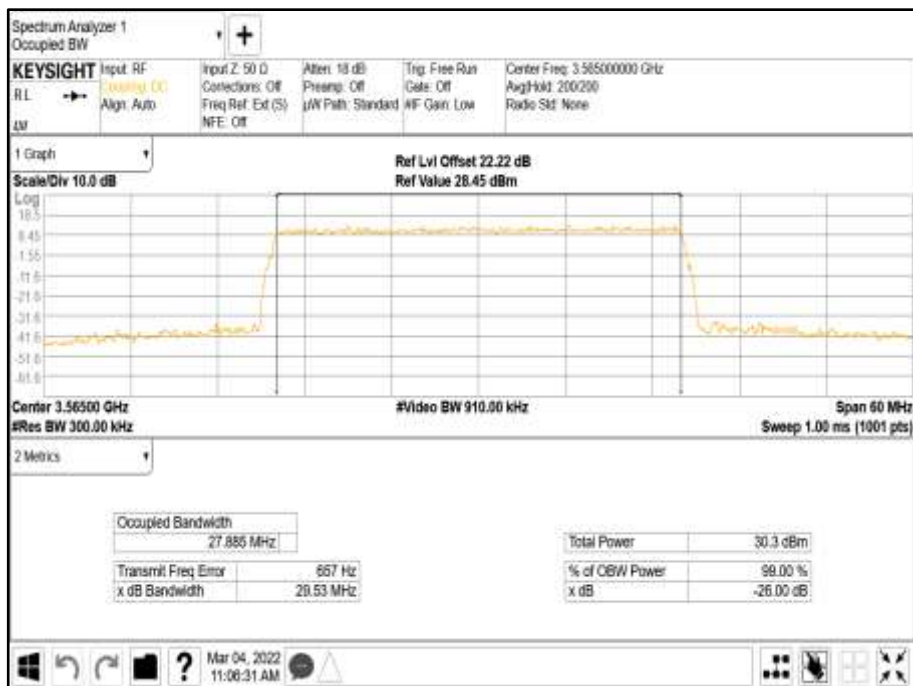 Spectrum Analyzer 1
Occupied BW
+
KEYSIGHT
RL
Input: RF
Coupling: DC
Align: Auto
Input Z: 50 Ω
Corrections: Off
Freq Ref: Ext (S)
NFE: Off
Atten: 18 dB
Preamp: Off
µW Path: Standard
Trig: Free Run
Gate: Off
#IF Gain: Low
Center Freq: 3.565000000 GHz
Avg|Hold: 200/200
Radio Std: None
1 Graph
Scale/Div 10.0 dB
Ref Lvl Offset 22.22 dB
Ref Value 28.45 dBm
Log
18.5
8.45
-1.55
-11.6
-21.6
-31.6
-41.6
-51.6
-61.6
Center 3.56500 GHz
#Video BW 910.00 kHz
Span 60 MHz
#Res BW 300.00 kHz
Sweep 1.00 ms (1001 pts)
2 Metrics
Occupied Bandwidth
27.885 MHz
Total Power 30.3 dBm
Transmit Freq Error 657 Hz
% of OBW Power 99.00 %
x dB Bandwidth 29.53 MHz
x dB -26.00 dB
?
Mar 04, 2022
11:06:31 AM